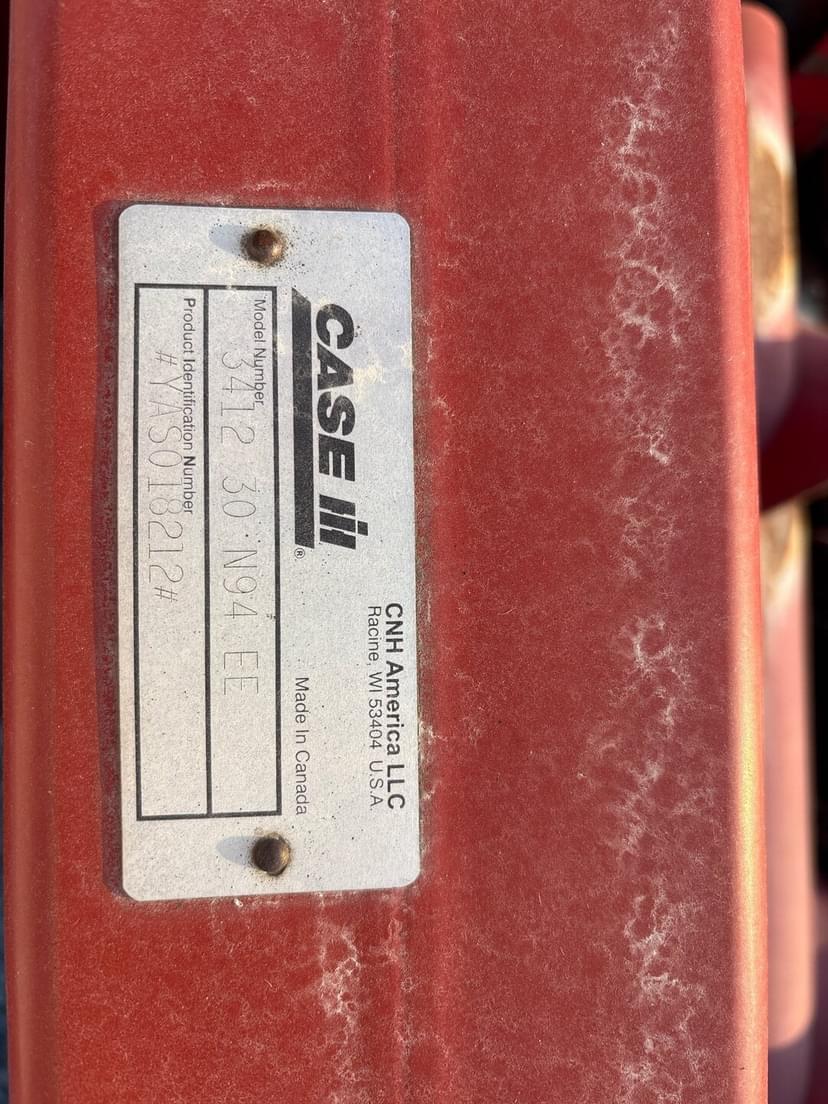 CNH America LLC
Racine, WI 53404 U.S.A.
CASE IH®
Made In Canada
Model Number
3412 30 N94 EE
Product Identification Number
#YAS018212#